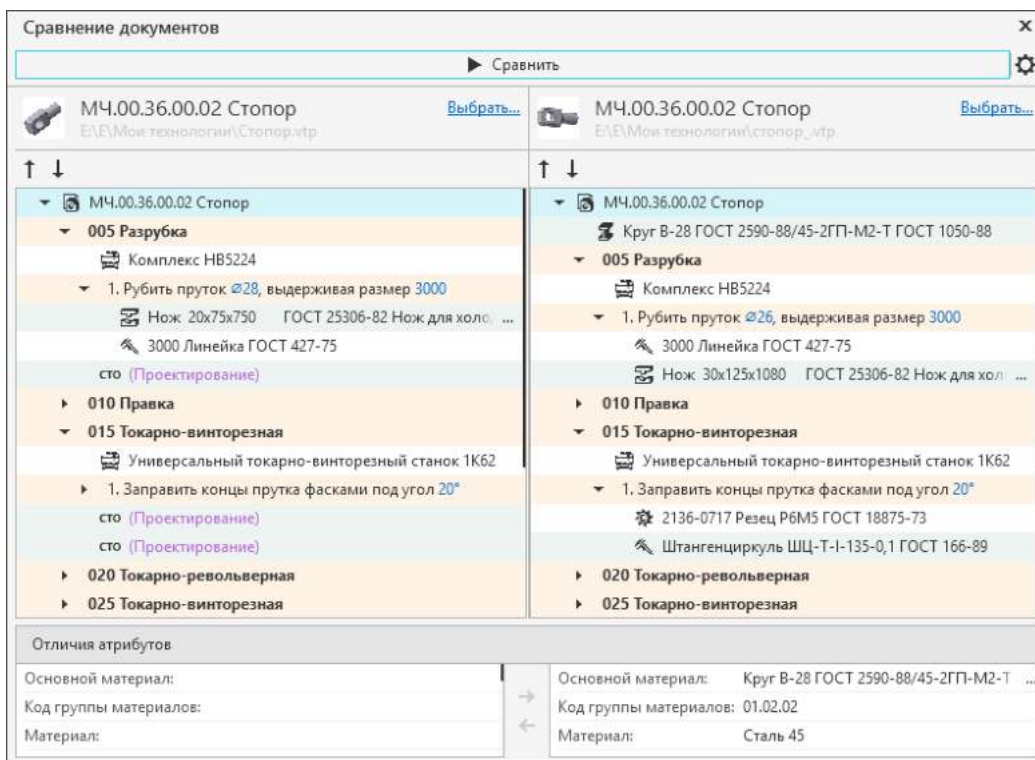 Сравнение документов
Сравнить
МЧ.00.36.00.02 Стопор
Выбрать...
E:\E\Мои технологии\Стопор.vtp
МЧ.00.36.00.02 Стопор
005 Разрубка
Комплекс НВ5224
1. Рубить пруток ⌀28, выдерживая размер 3000
Нож 20х75х750 ГОСТ 25306-82 Нож для холо, ...
3000 Линейка ГОСТ 427-75
сто (Проектирование)
010 Правка
015 Токарно-винторезная
Универсальный токарно-винторезный станок 1К62
1. Заправить концы прутка фасками под угол 20°
сто (Проектирование)
сто (Проектирование)
020 Токарно-револьверная
025 Токарно-винторезная
МЧ.00.36.00.02 Стопор
Выбрать...
E:\E\Мои технологии\стопор_.vtp
МЧ.00.36.00.02 Стопор
Круг В-28 ГОСТ 2590-88/45-2ГП-М2-Т ГОСТ 1050-88
005 Разрубка
Комплекс НВ5224
1. Рубить пруток ⌀26, выдерживая размер 3000
3000 Линейка ГОСТ 427-75
Нож 30х125х1080 ГОСТ 25306-82 Нож для хол ...
010 Правка
015 Токарно-винторезная
Универсальный токарно-винторезный станок 1К62
1. Заправить концы прутка фасками под угол 20°
2136-0717 Резец Р6М5 ГОСТ 18875-73
Штангенциркуль ШЦ-Т-I-135-0,1 ГОСТ 166-89
020 Токарно-револьверная
025 Токарно-винторезная
Отличия атрибутов
Основной материал:
Код группы материалов:
Материал:
Основной материал: Круг В-28 ГОСТ 2590-88/45-2ГП-М2-Т ...
Код группы материалов: 01.02.02
Материал: Сталь 45